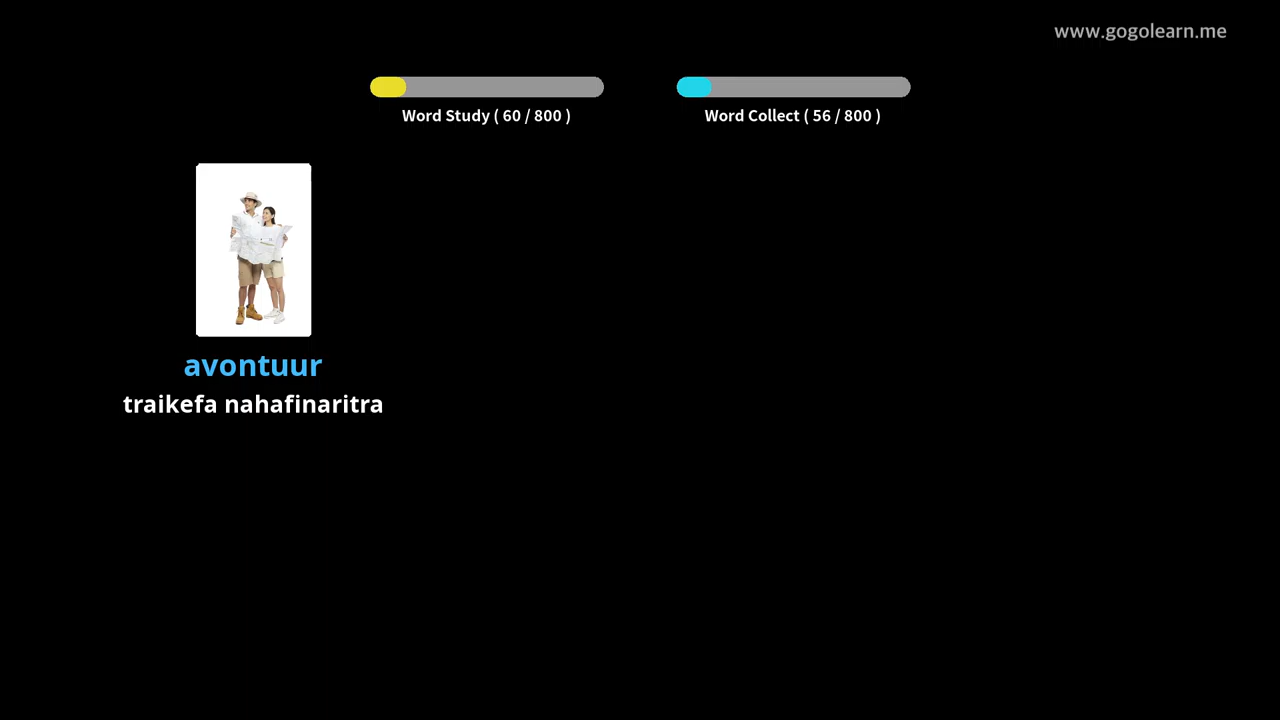 www.gogolearn.me
Word Study ( 60 / 800 )
Word Collect ( 56 / 800 )
avontuur
traikefa nahafinaritra